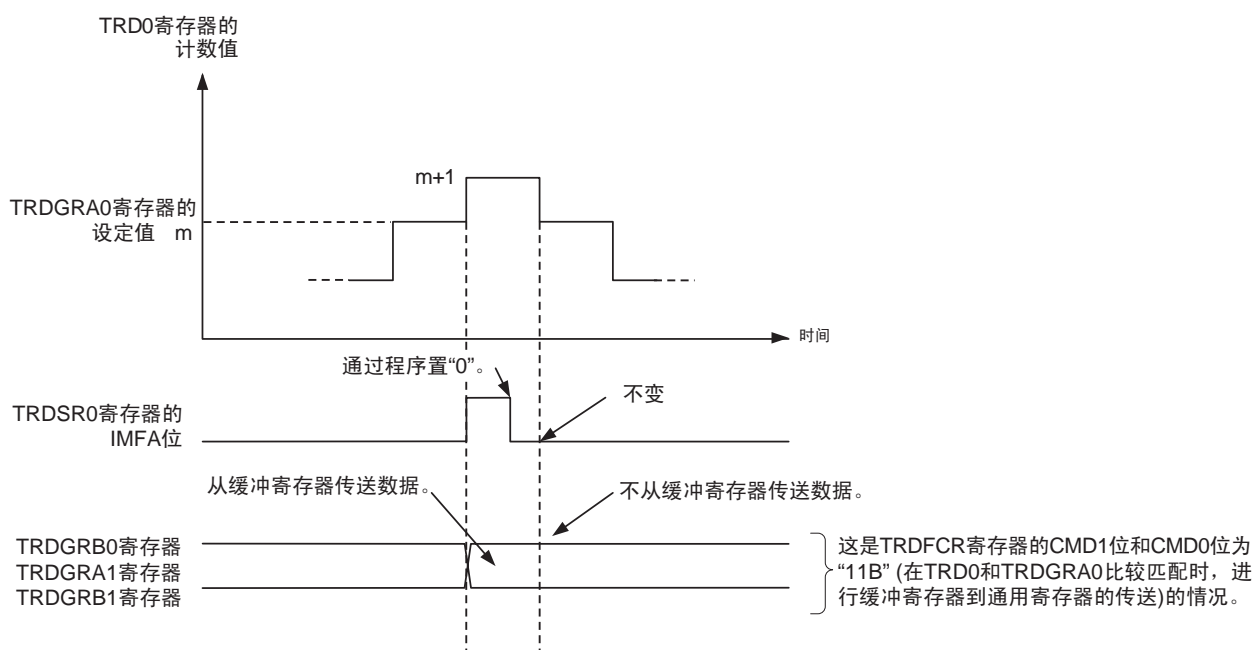 TRD0寄存器的
计数值
m+1
TRDGRA0寄存器的
设定值 m
时间
通过程序置“0”。
不变
TRDSR0寄存器的
IMFA位
从缓冲寄存器传送数据。
不从缓冲寄存器传送数据。
TRDGRB0寄存器
TRDGRA1寄存器
TRDGRB1寄存器
这是TRDFCR寄存器的CMD1位和CMD0位为
“11B” (在TRD0和TRDGRA0比较匹配时，进
行缓冲寄存器到通用寄存器的传送)的情况。